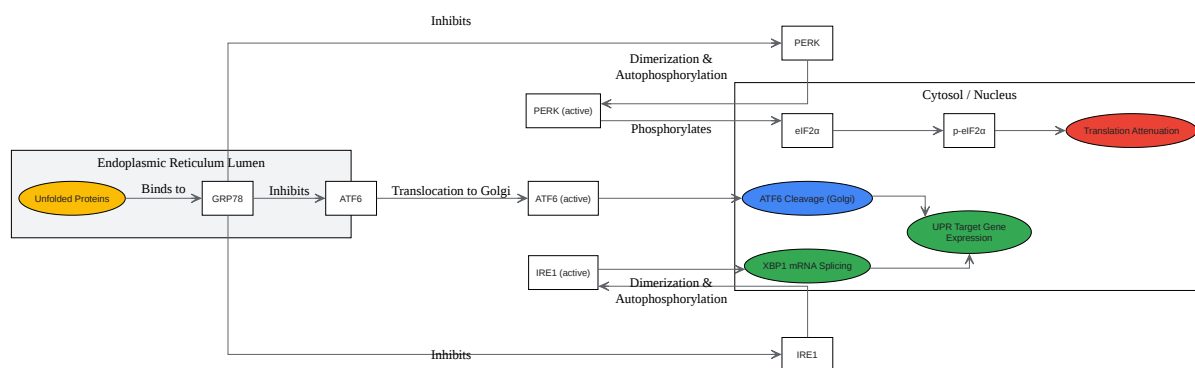 Inhibits
PERK
Dimerization &
Autophosphorylation
Cytosol / Nucleus
PERK (active)
Phosphorylates
eIF2α
p-eIF2α
Translation Attenuation
Endoplasmic Reticulum Lumen
Unfolded Proteins
Binds to
GRP78
Inhibits
ATF6
Translocation to Golgi
ATF6 (active)
ATF6 Cleavage (Golgi)
UPR Target Gene
Expression
IRE1 (active)
XBP1 mRNA Splicing
Dimerization &
Autophosphorylation
Inhibits
IRE1